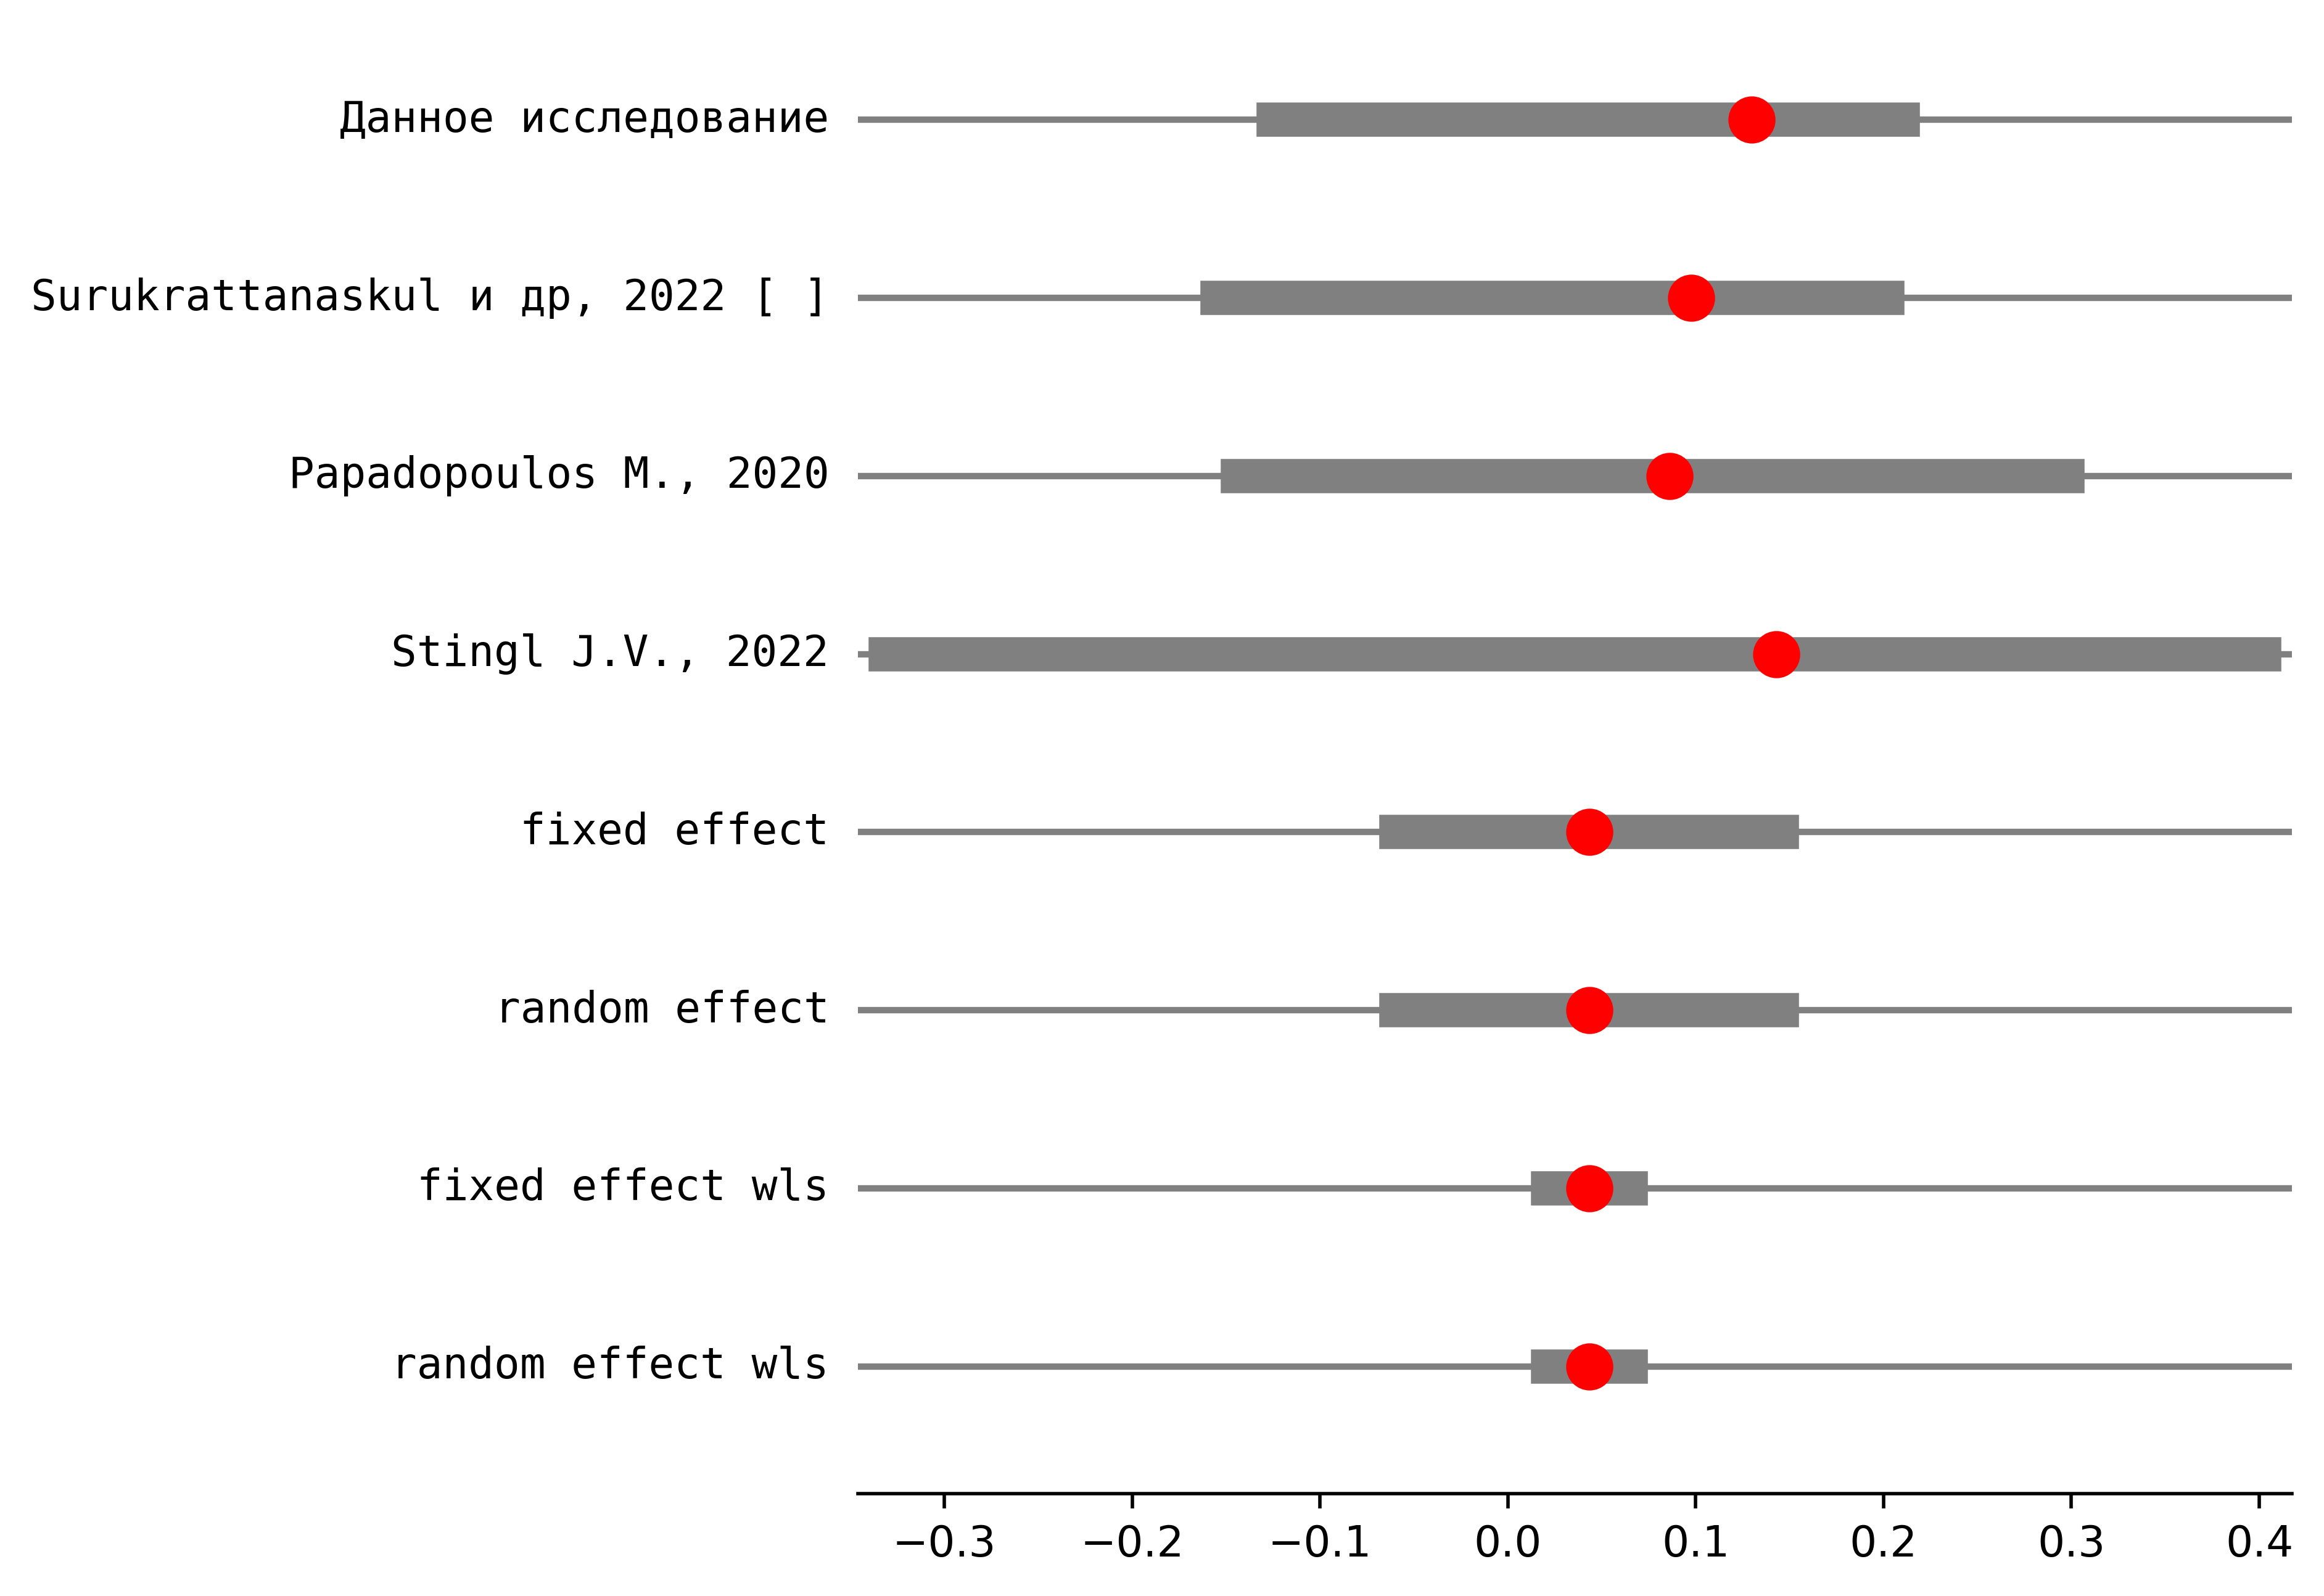 Данное исследование
Surukrattanaskul и др, 2022 [ ]
Papadopoulos M., 2020
Stingl J.V., 2022
fixed effect
random effect
fixed effect wls
random effect wls
−0.3 −0.2 −0.1 0.0 0.1 0.2 0.3 0.4